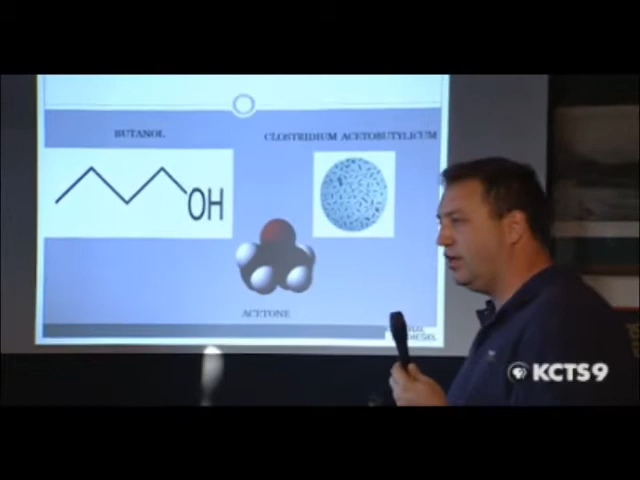 BUTANOL
CLOSTRIDIUM ACETOBUTYLICUM
OH
ACETONE
KCTS9